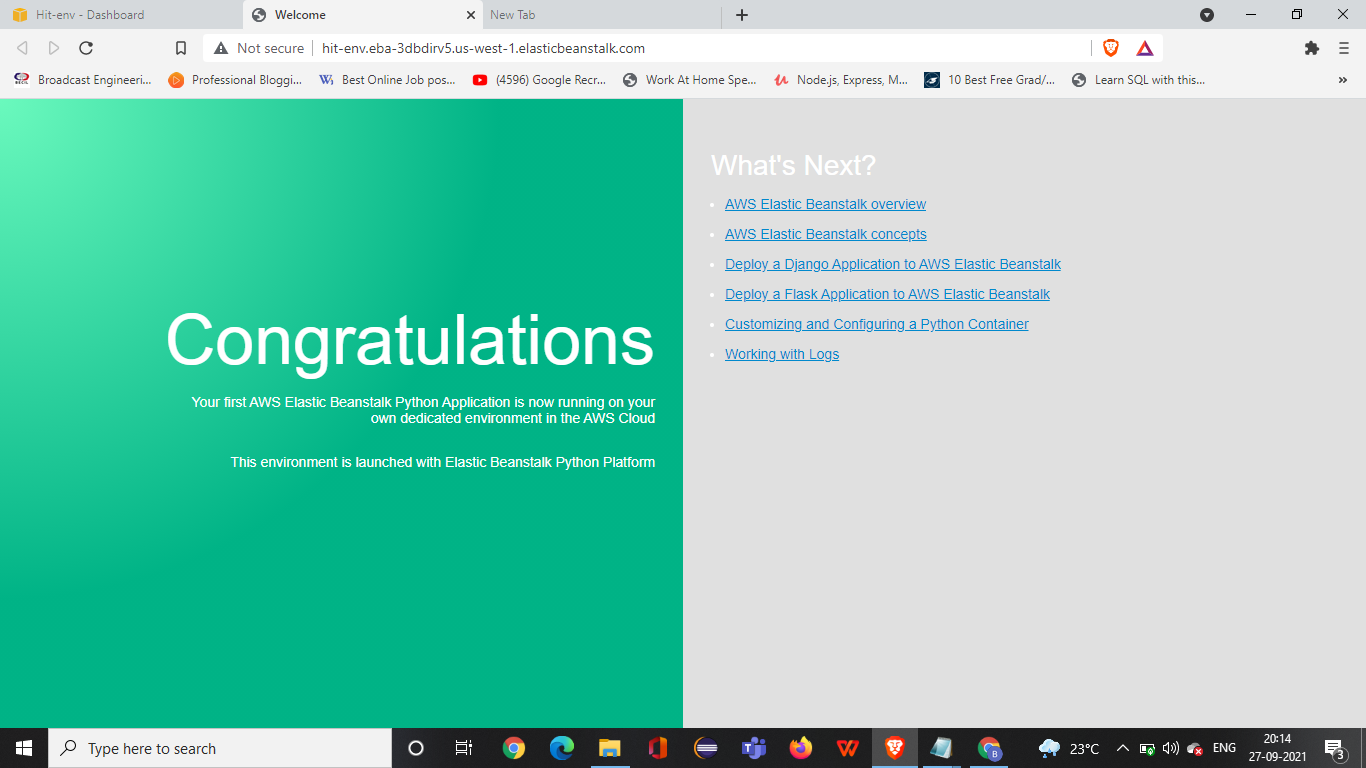 Hit-env - Dashboard
Welcome
New Tab
Not secure
hit-env.eba-3dbdirv5.us-west-1.elasticbeanstalk.com
Broadcast Engineeri...
Professional Bloggi...
Best Online Job pos...
(4596) Google Recr...
Work At Home Spe...
Node.js, Express, M...
10 Best Free Grad/...
Learn SQL with this...
Congratulations
Your first AWS Elastic Beanstalk Python Application is now running on your
own dedicated environment in the AWS Cloud
This environment is launched with Elastic Beanstalk Python Platform
What's Next?
AWS Elastic Beanstalk overview
AWS Elastic Beanstalk concepts
Deploy a Django Application to AWS Elastic Beanstalk
Deploy a Flask Application to AWS Elastic Beanstalk
Customizing and Configuring a Python Container
Working with Logs
Type here to search
23°C
ENG
20:14
27-09-2021
3